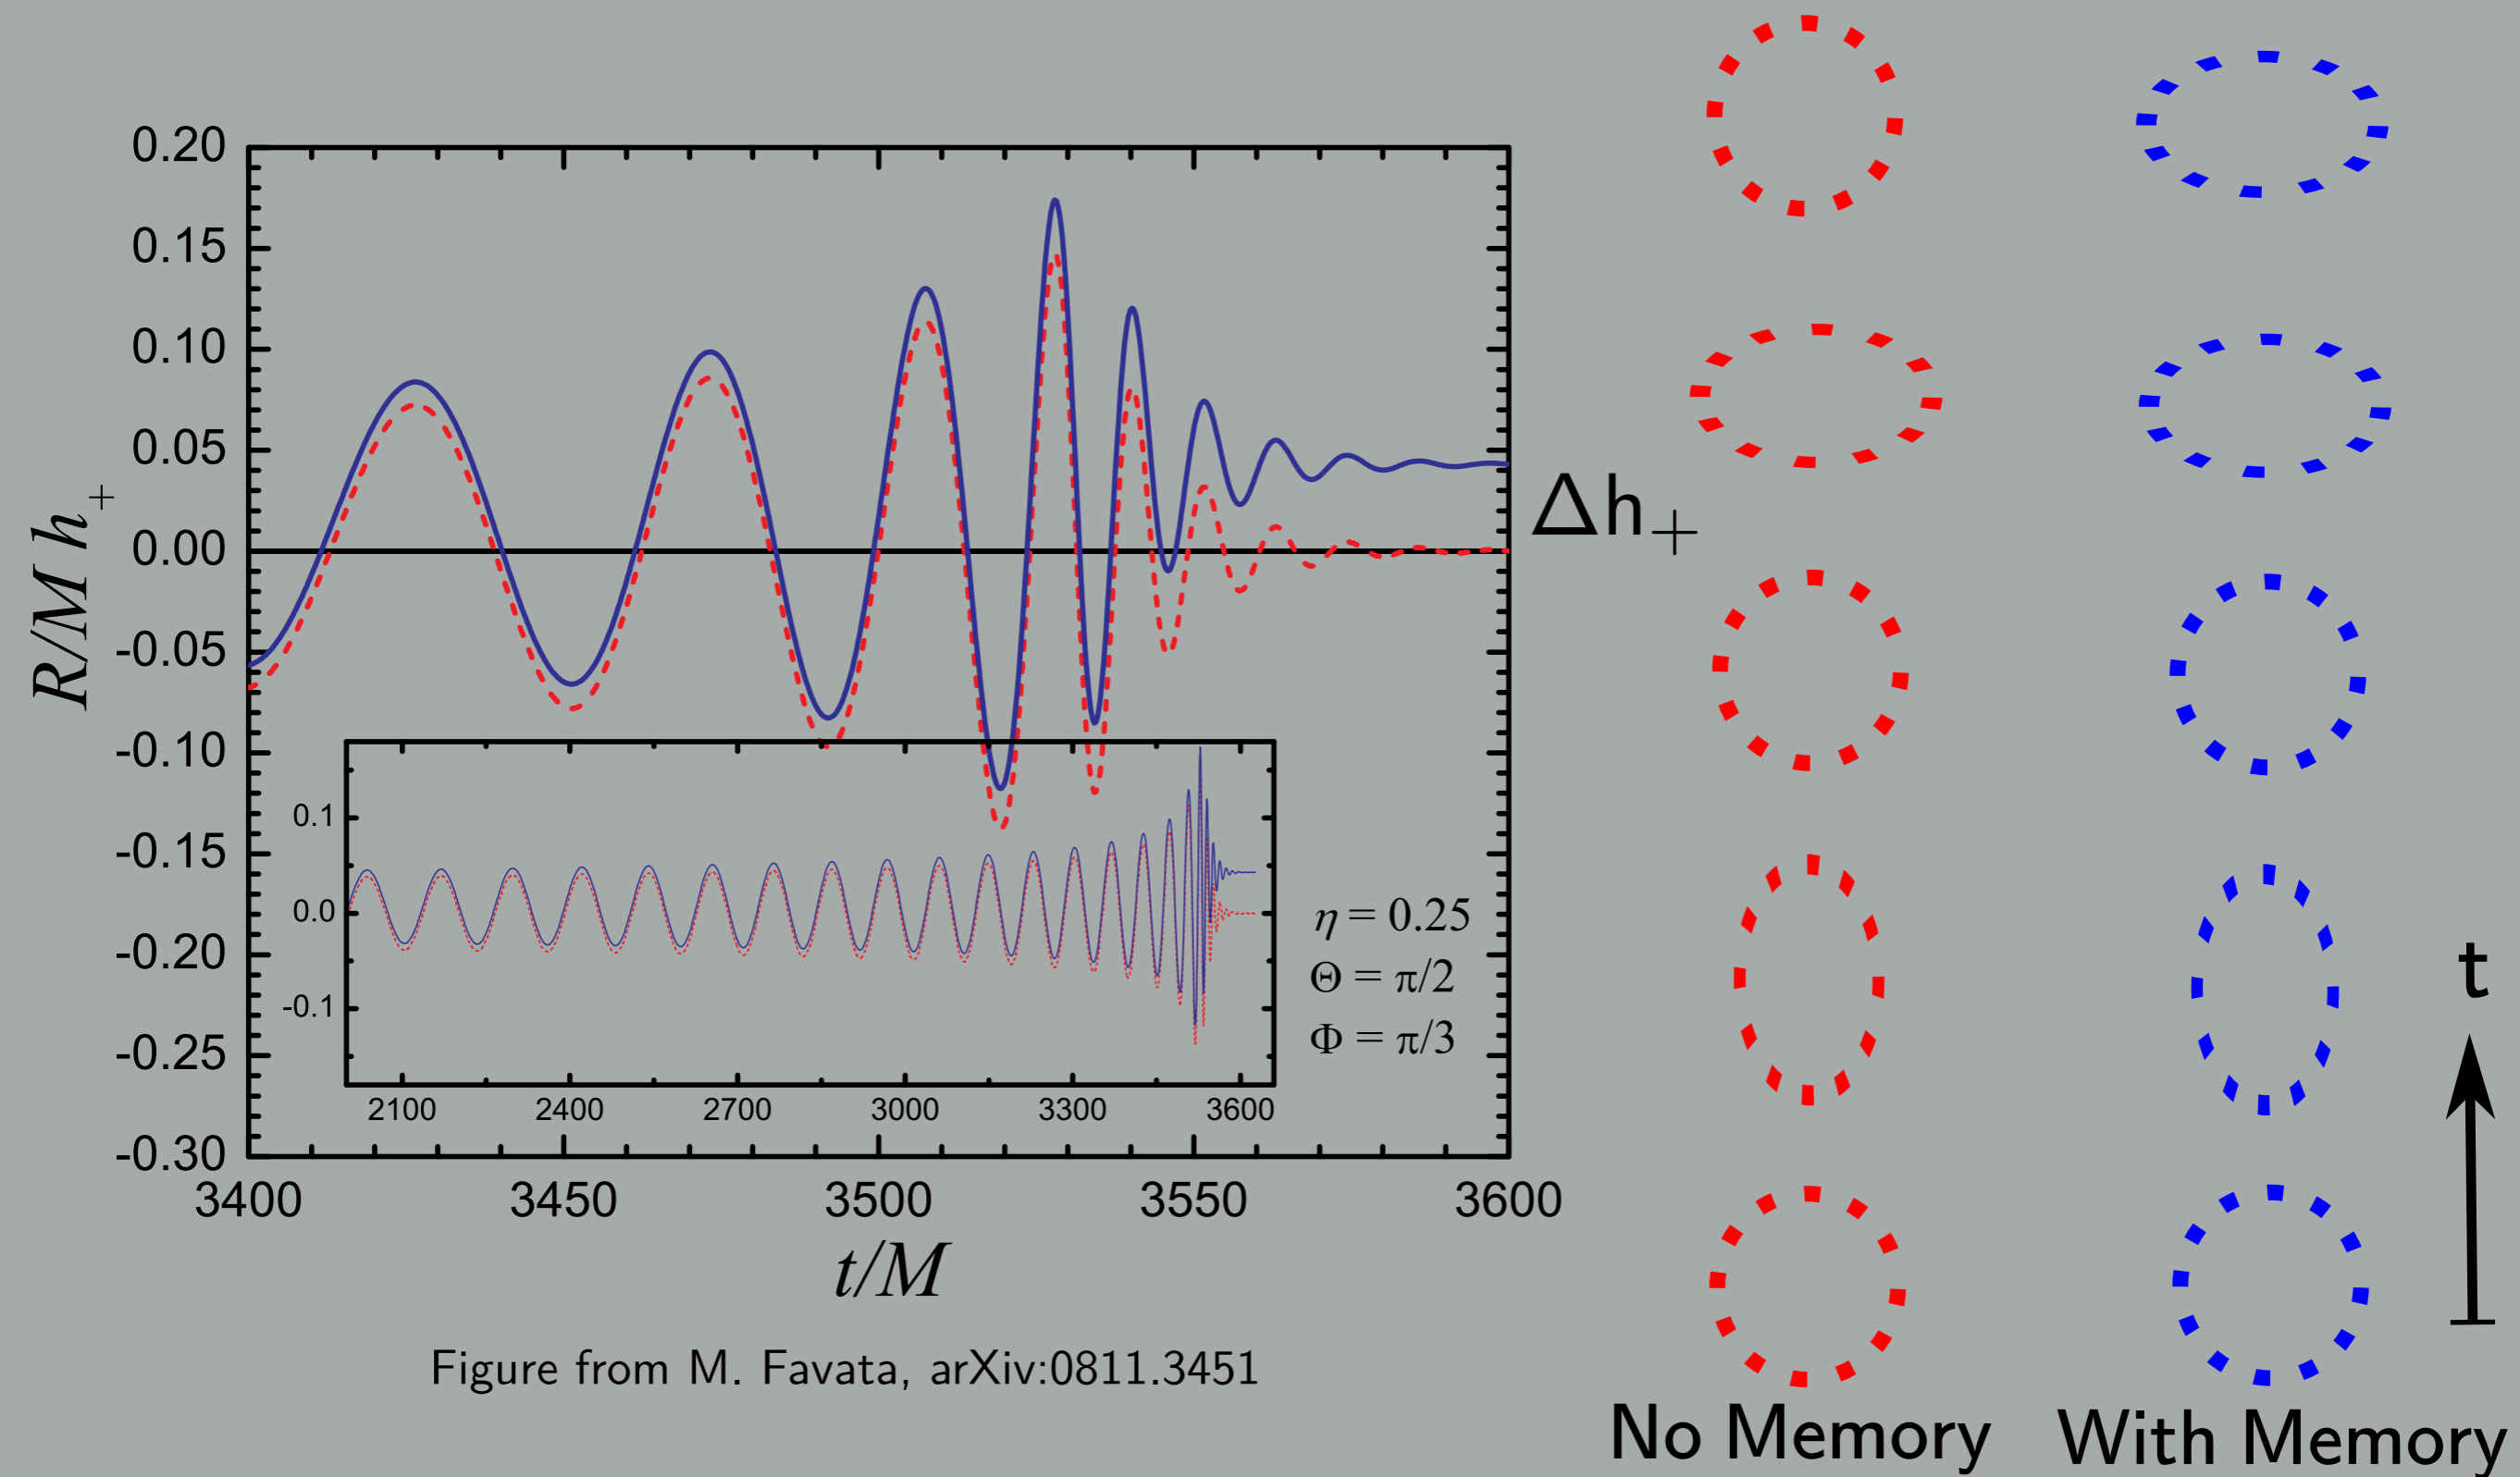 0.20
0.15
0.10
0.05
0.00
-0.05
-0.10
-0.15
-0.20
-0.25
-0.30
R/M h+
Δh+
0.1
0.0
-0.1
2100 2400 2700 3000 3300 3600
η = 0.25
Θ = π/2
Φ = π/3
3400 3450 3500 3550 3600
t/M
Figure from M. Favata, arXiv:0811.3451
t
No Memory
With Memory